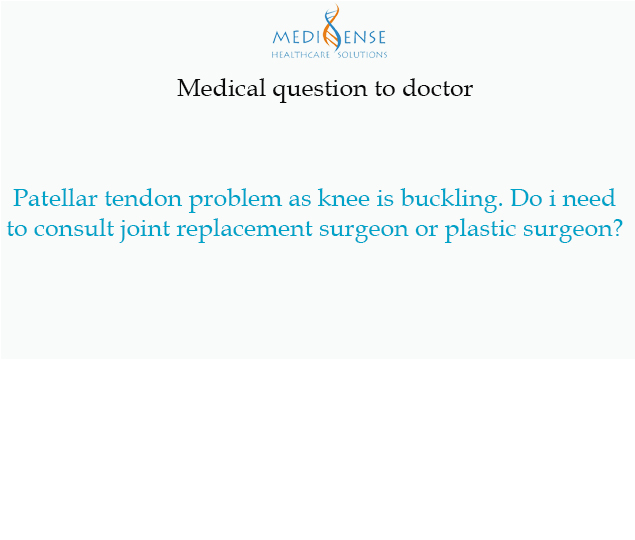 MEDISENSE
HEALTHCARE SOLUTIONS
Medical question to doctor
Patellar tendon problem as knee is buckling. Do i need
to consult joint replacement surgeon or plastic surgeon?